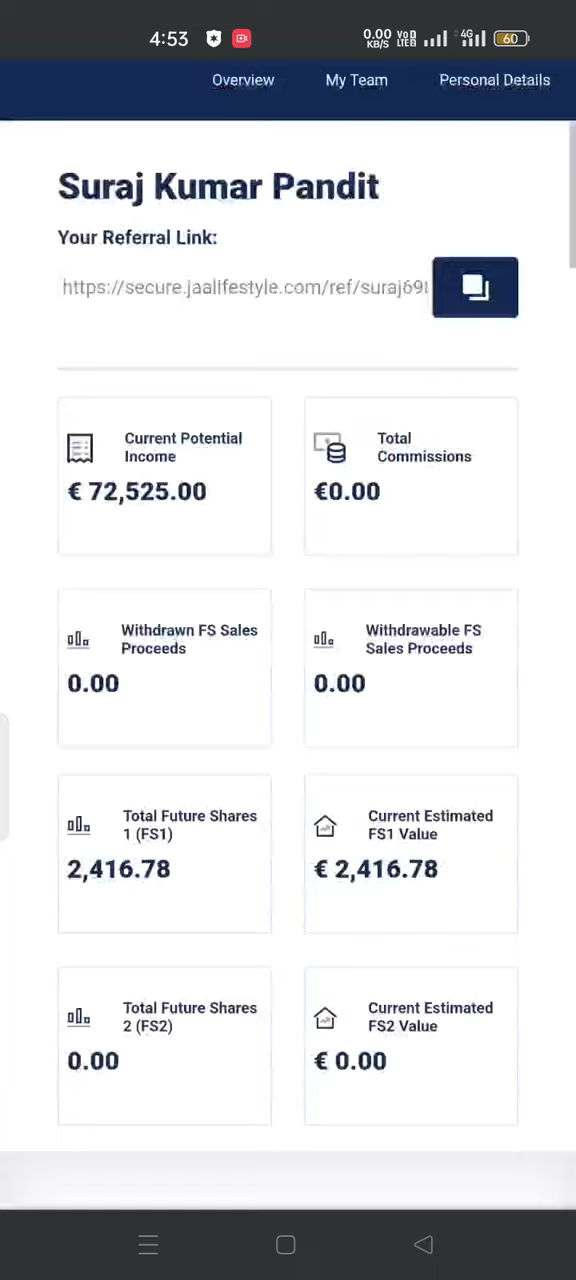 4:53
0.00 KB/S
4G
60
Overview My Team Personal Details
Suraj Kumar Pandit
Your Referral Link:
https://secure.jaalifestyle.com/ref/suraj69
Current Potential
Income
€ 72,525.00
Total
Commissions
€0.00
Withdrawn FS Sales
Proceeds
0.00
Withdrawable FS
Sales Proceeds
0.00
Total Future Shares
1 (FS1)
2,416.78
Current Estimated
FS1 Value
€ 2,416.78
Total Future Shares
2 (FS2)
0.00
Current Estimated
FS2 Value
€ 0.00